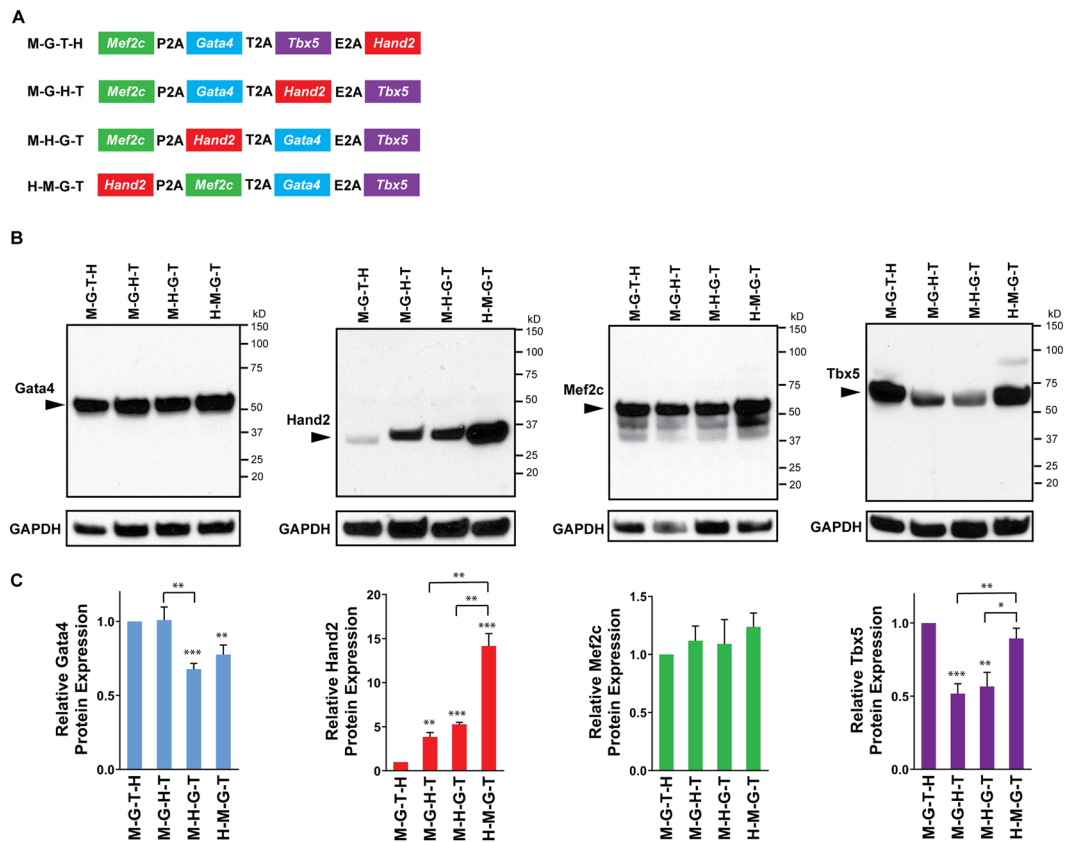 A
M-G-T-H Mef2c P2A Gata4 T2A Tbx5 E2A Hand2
M-G-H-T Mef2c P2A Gata4 T2A Hand2 E2A Tbx5
M-H-G-T Mef2c P2A Hand2 T2A Gata4 E2A Tbx5
H-M-G-T Hand2 P2A Mef2c T2A Gata4 E2A Tbx5
B
M-G-T-H
M-G-H-T
M-H-G-T
H-M-G-T
kD
150
100
75
50
37
25
20
Gata4
GAPDH
M-G-T-H
M-G-H-T
M-H-G-T
H-M-G-T
kD
150
100
75
50
37
25
20
Hand2
GAPDH
M-G-T-H
M-G-H-T
M-H-G-T
H-M-G-T
kD
150
100
75
50
37
25
20
Mef2c
GAPDH
M-G-T-H
M-G-H-T
M-H-G-T
H-M-G-T
kD
150
100
75
50
37
25
20
Tbx5
GAPDH
C
Relative Gata4
Protein Expression
1.0
0.5
0.0
**
***
**
M-G-T-H
M-G-H-T
M-H-G-T
H-M-G-T
Relative Hand2
Protein Expression
20
15
10
5
0
**
**
***
**
***
M-G-T-H
M-G-H-T
M-H-G-T
H-M-G-T
Relative Mef2c
Protein Expression
1.5
1.0
0.5
0.0
M-G-T-H
M-G-H-T
M-H-G-T
H-M-G-T
Relative Tbx5
Protein Expression
1.0
0.5
0.0
**
*
***
**
M-G-T-H
M-G-H-T
M-H-G-T
H-M-G-T